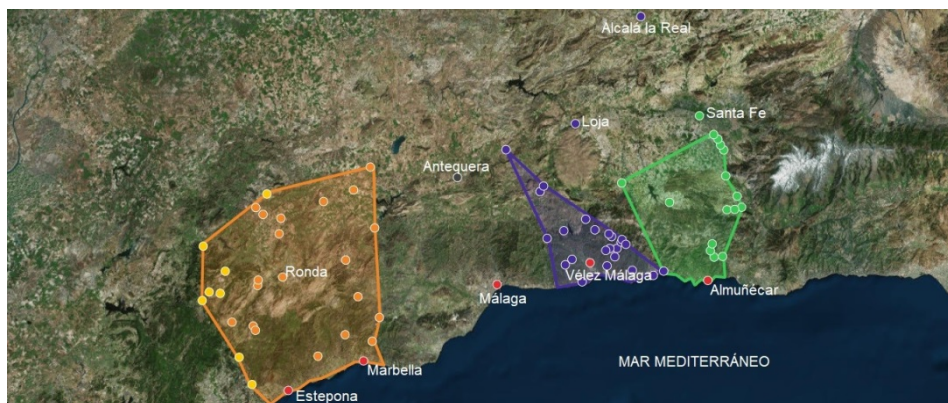 Alcalá la Real
Santa Fe
Loja
Antequera
Ronda
Vélez Málaga
Málaga
Almuñécar
MAR MEDITERRÁNEO
Marbella
Estepona